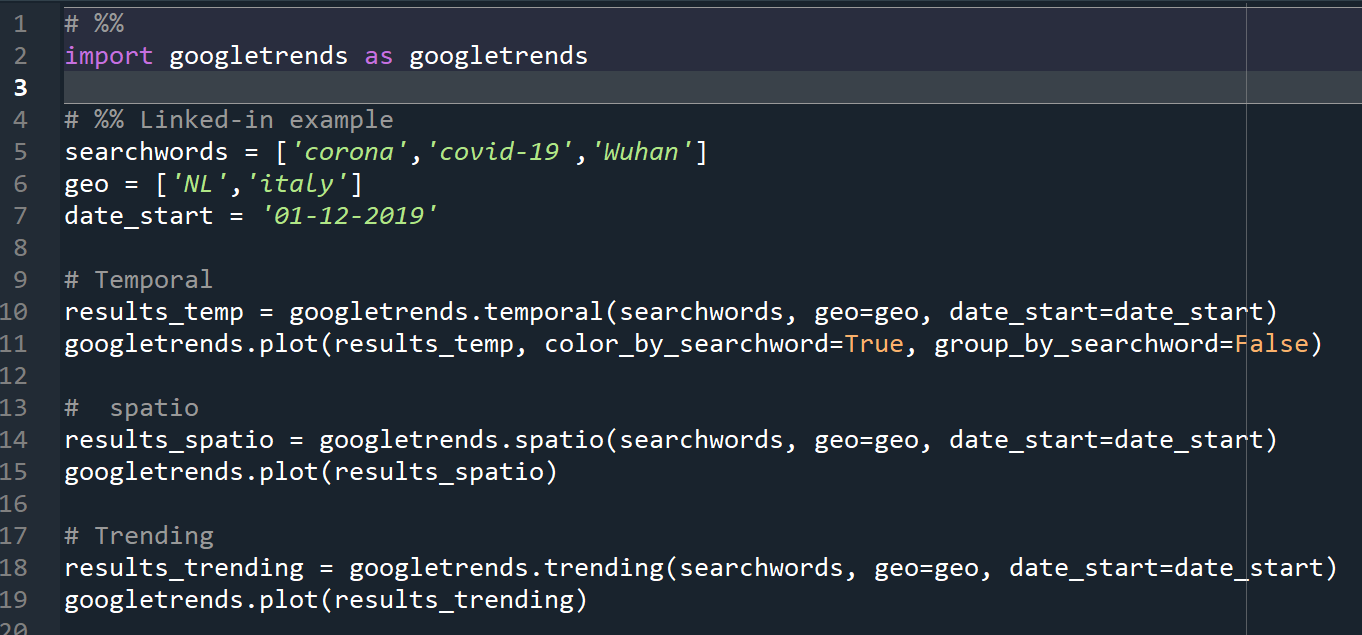 1 # %%
2 import googletrends as googletrends
3
4 # %% Linked-in example
5 searchwords = ['corona','covid-19','Wuhan']
6 geo = ['NL','italy']
7 date_start = '01-12-2019'
8
9 # Temporal
10 results_temp = googletrends.temporal(searchwords, geo=geo, date_start=date_start)
11 googletrends.plot(results_temp, color_by_searchword=True, group_by_searchword=False)
12
13 #  spatio
14 results_spatio = googletrends.spatio(searchwords, geo=geo, date_start=date_start)
15 googletrends.plot(results_spatio)
16
17 # Trending
18 results_trending = googletrends.trending(searchwords, geo=geo, date_start=date_start)
19 googletrends.plot(results_trending)
20